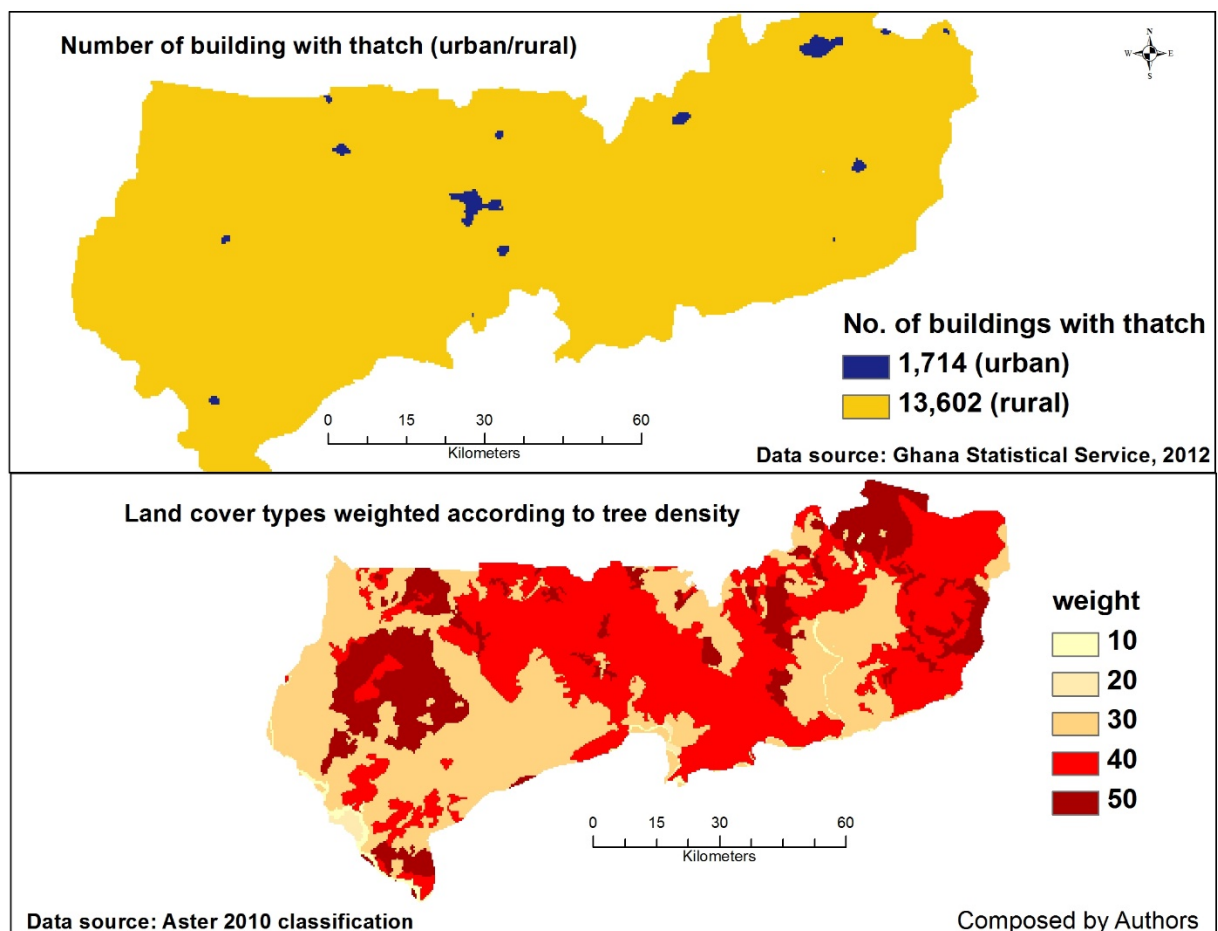 Number of building with thatch (urban/rural)
N
W E
S
No. of buildings with thatch
1,714 (urban)
13,602 (rural)
0 15 30 60
Kilometers
Data source: Ghana Statistical Service, 2012
Land cover types weighted according to tree density
weight
10
20
30
40
50
0 15 30 60
Kilometers
Data source: Aster 2010 classification
Composed by Authors